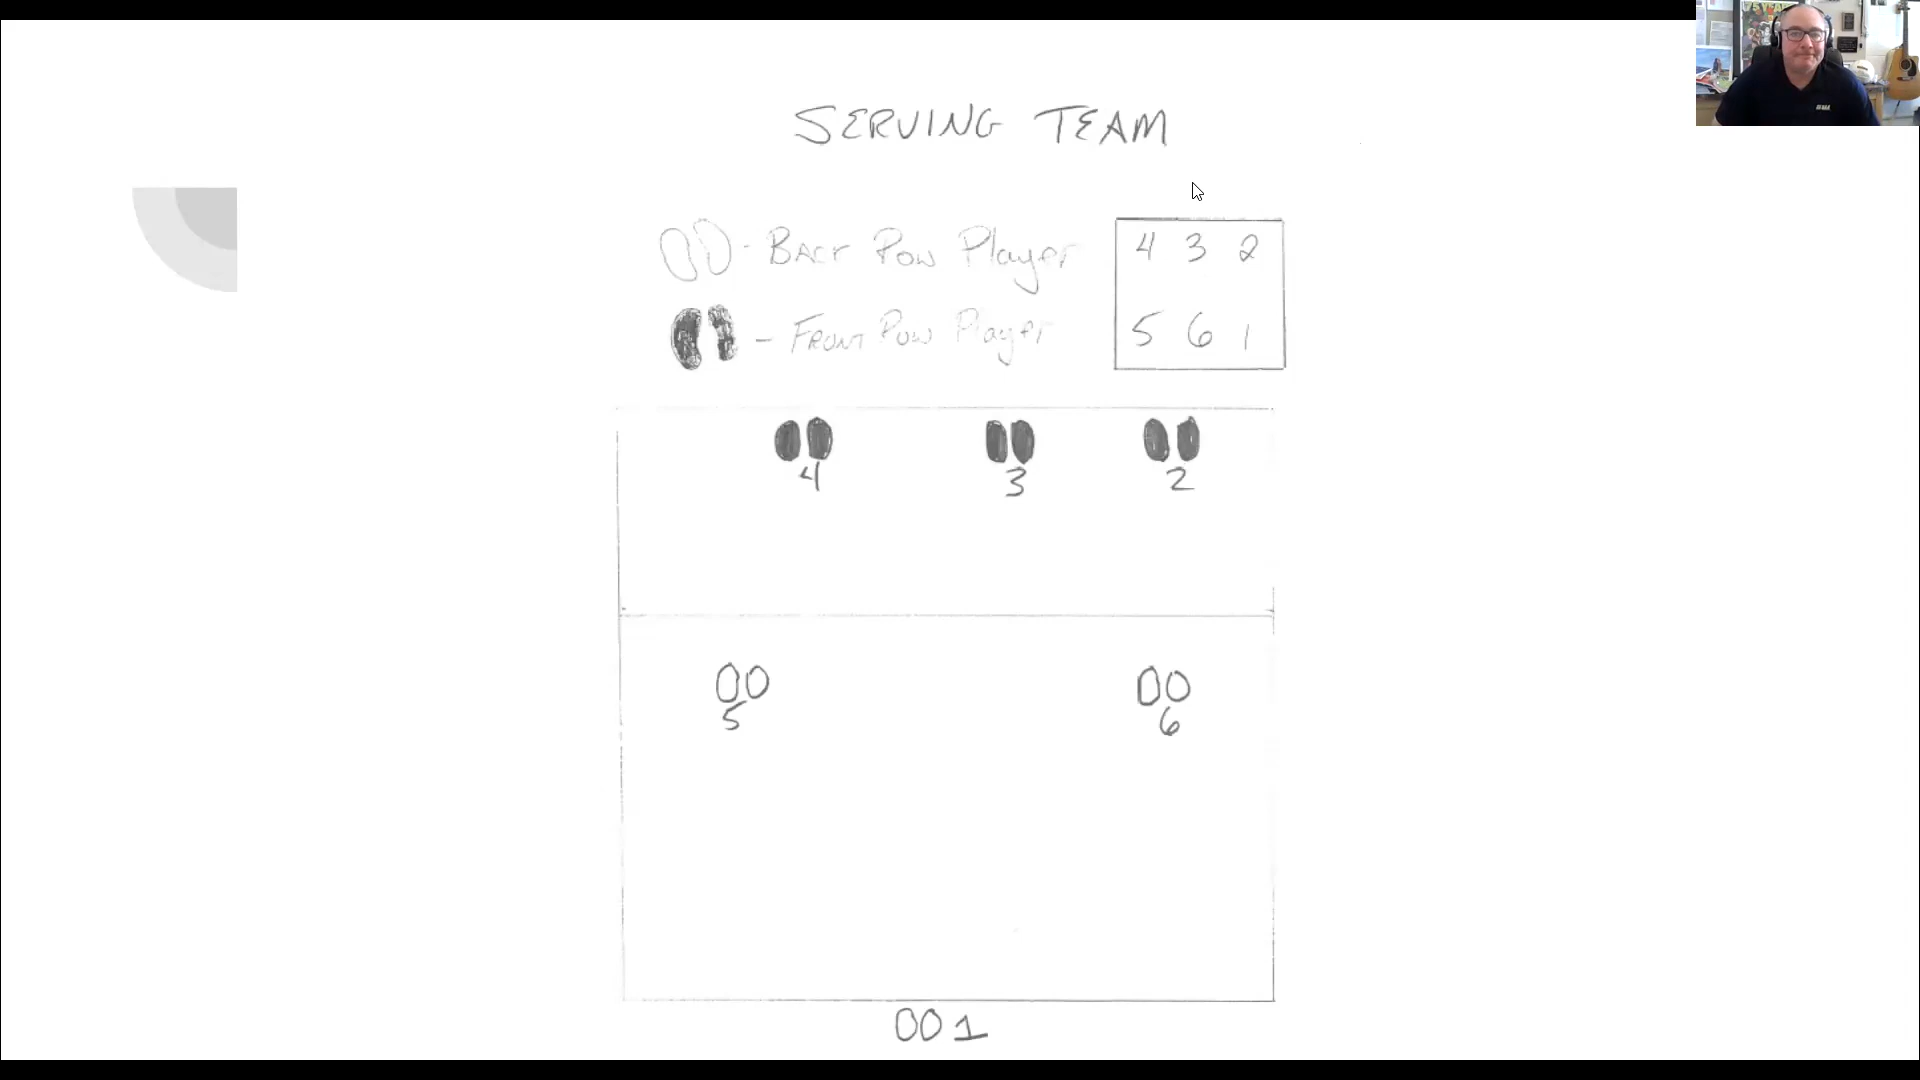 SERVING TEAM
- BACK ROW Player
4 3 2
- FRONT ROW Player
5 6 1
4 3 2
5 6
1